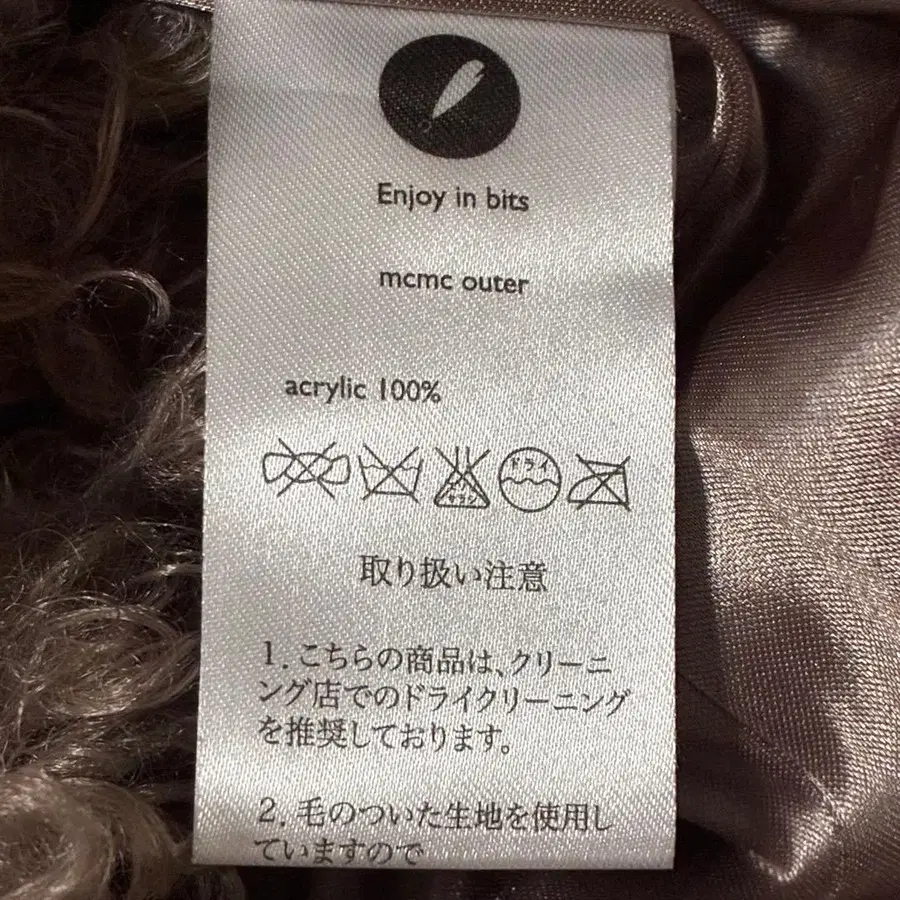 Enjoy in bits
mcmc outer
acrylic 100%
ドライ
取り扱い注意
1. こちらの商品は、クリーニ
ング店でのドライクリーニング
を推奨しております。
2. 毛のついた生地を使用し
ていますので